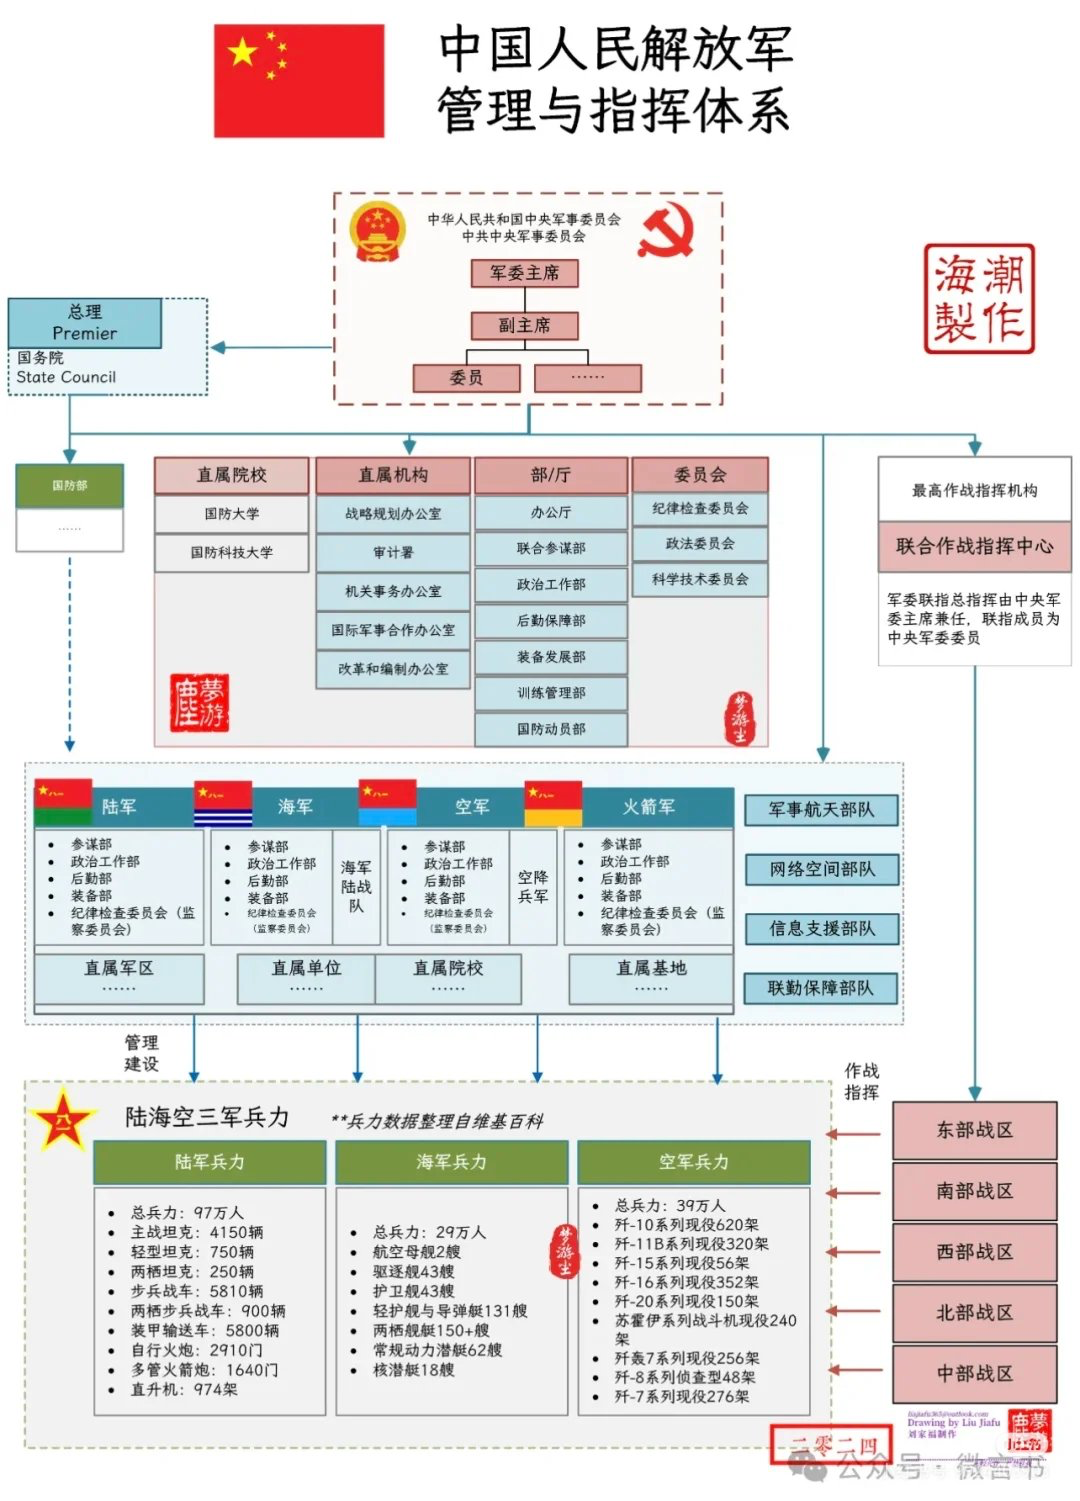 中国人民解放军
管理与指挥体系
中华人民共和国中央军事委员会
中共中央军事委员会
军委主席
副主席
委员
……
海潮
製作
总理
Premier
国务院
State Council
国防部
……
直属院校
国防大学
国防科技大学
直属机构
战略规划办公室
审计署
机关事务办公室
国际军事合作办公室
改革和编制办公室
部/厅
办公厅
联合参谋部
政治工作部
后勤保障部
装备发展部
训练管理部
国防动员部
委员会
纪律检查委员会
政法委员会
科学技术委员会
最高作战指挥机构
联合作战指挥中心
军委联指总指挥由中央军
委主席兼任，联指成员为
中央军委委员
夢游
塵
梦游尘
陆军
• 参谋部
• 政治工作部
• 后勤部
• 装备部
• 纪律检查委员会（监
察委员会）
海军
• 参谋部
• 政治工作部
• 后勤部
• 装备部
• 纪律检查委员会
（监察委员会）
海军
陆战
队
空军
• 参谋部
• 政治工作部
• 后勤部
• 装备部
• 纪律检查委员会
（监察委员会）
空降
兵军
火箭军
• 参谋部
• 政治工作部
• 后勤部
• 装备部
• 纪律检查委员会（监
察委员会）
直属军区
……
直属单位
……
直属院校
……
直属基地
……
军事航天部队
网络空间部队
信息支援部队
联勤保障部队
管理
建设
作战
指挥
八一
陆海空三军兵力
**兵力数据整理自维基百科
陆军兵力
• 总兵力：97万人
• 主战坦克：4150辆
• 轻型坦克：750辆
• 两栖坦克：250辆
• 步兵战车：5810辆
• 两栖步兵战车：900辆
• 装甲输送车：5800辆
• 自行火炮：2910门
• 多管火箭炮：1640门
• 直升机：974架
海军兵力
• 总兵力：29万人
• 航空母舰2艘
• 驱逐舰43艘
• 护卫舰43艘
• 轻护舰与导弹艇131艘
• 两栖舰艇150+艘
• 常规动力潜艇62艘
• 核潜艇18艘
梦游尘
空军兵力
• 总兵力：39万人
• 歼-10系列现役620架
• 歼-11B系列现役320架
• 歼-15系列现役56架
• 歼-16系列现役352架
• 歼-20系列现役150架
• 苏霍伊系列战斗机现役240
架
• 歼轰7系列现役256架
• 歼-8系列侦查型48架
• 歼-7系列现役276架
东部战区
南部战区
西部战区
北部战区
中部战区
liujiafu365@outlook.com
Drawing by Liu Jiafu
刘家福制作
夢
塵
二零二四
公众号 · 微言书